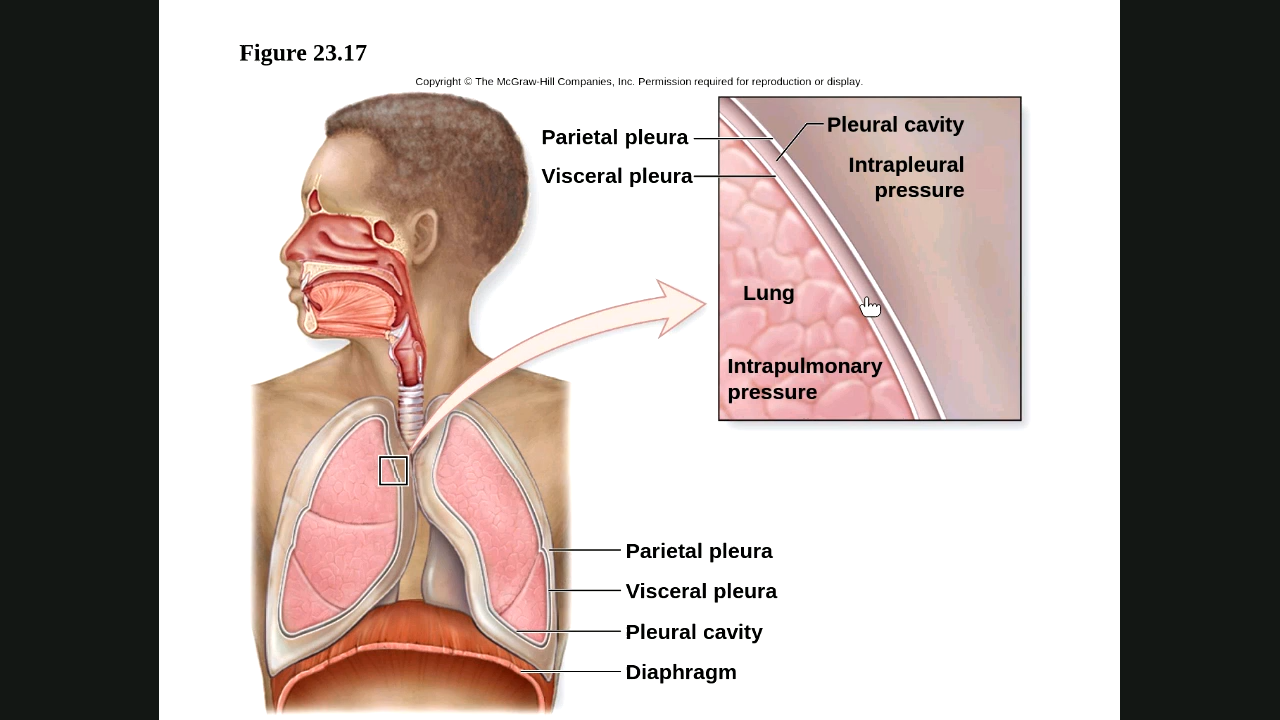 Figure 23.17
Copyright © The McGraw-Hill Companies, Inc. Permission required for reproduction or display.
Parietal pleura
Visceral pleura
Pleural cavity
Intrapleural
pressure
Lung
Intrapulmonary
pressure
Parietal pleura
Visceral pleura
Pleural cavity
Diaphragm